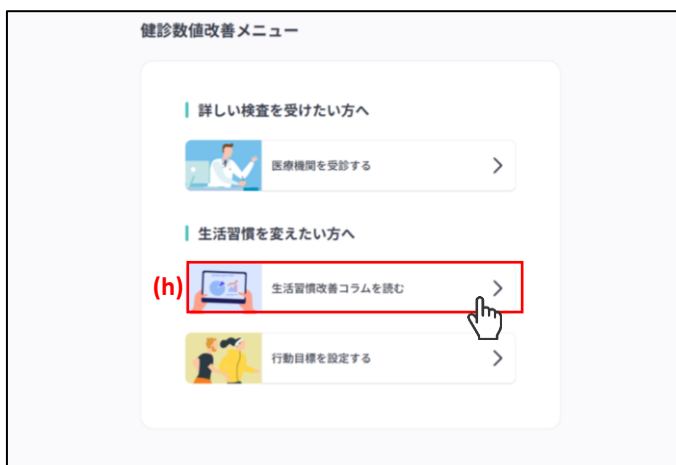 健診数値改善メニュー
詳しい検査を受けたい方へ
医療機関を受診する
生活習慣を変えたい方へ
(h)
生活習慣改善コラムを読む
行動目標を設定する